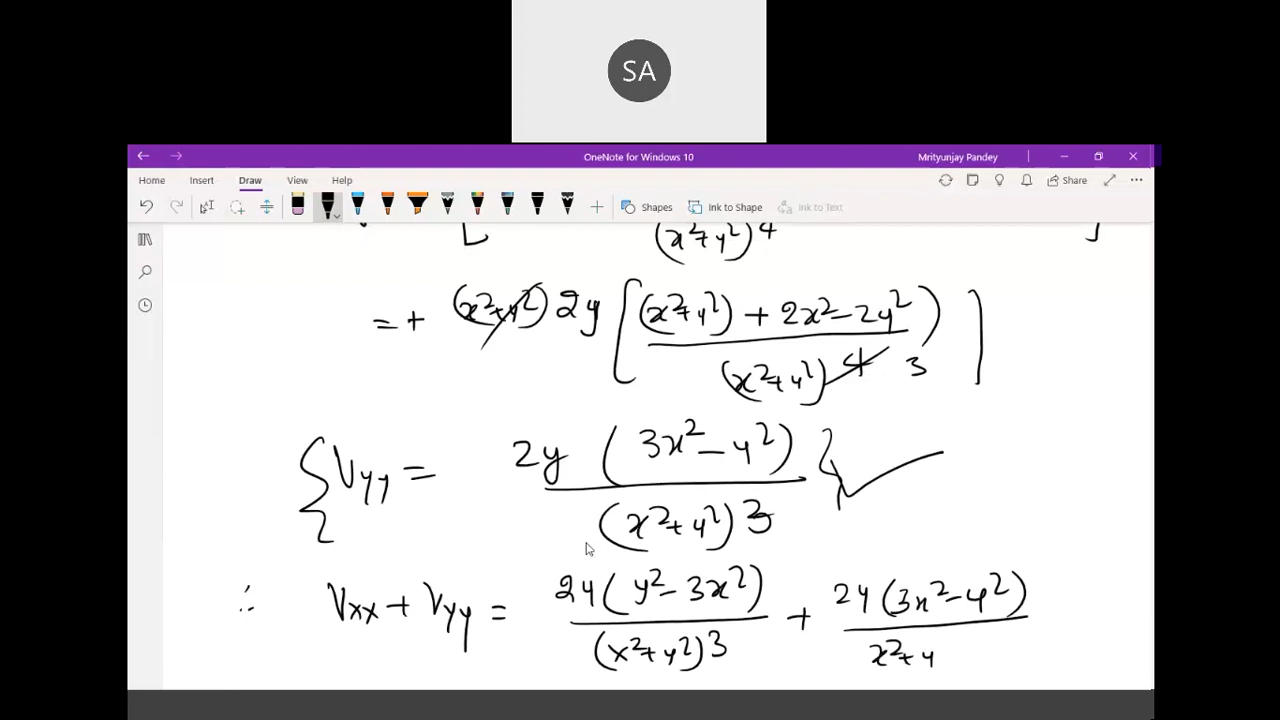 SA
OneNote for Windows 10 Mrityunjay Pandey
Home Insert Draw View Help Share
Shapes Ink to Shape Ink to Text
(x²+y²)4
= + (x²+y²) 2y [ (x²+y²) + 2x²-2y² ) ]
(x²+y²) 4 3
{ Vyy = 2y ( 3x² - y²) }
(x²+y²)3
∴ Vxx + Vyy = 2y( y² - 3x²) + 2y (3x² - y²)
(x²+y²)3 x²+y